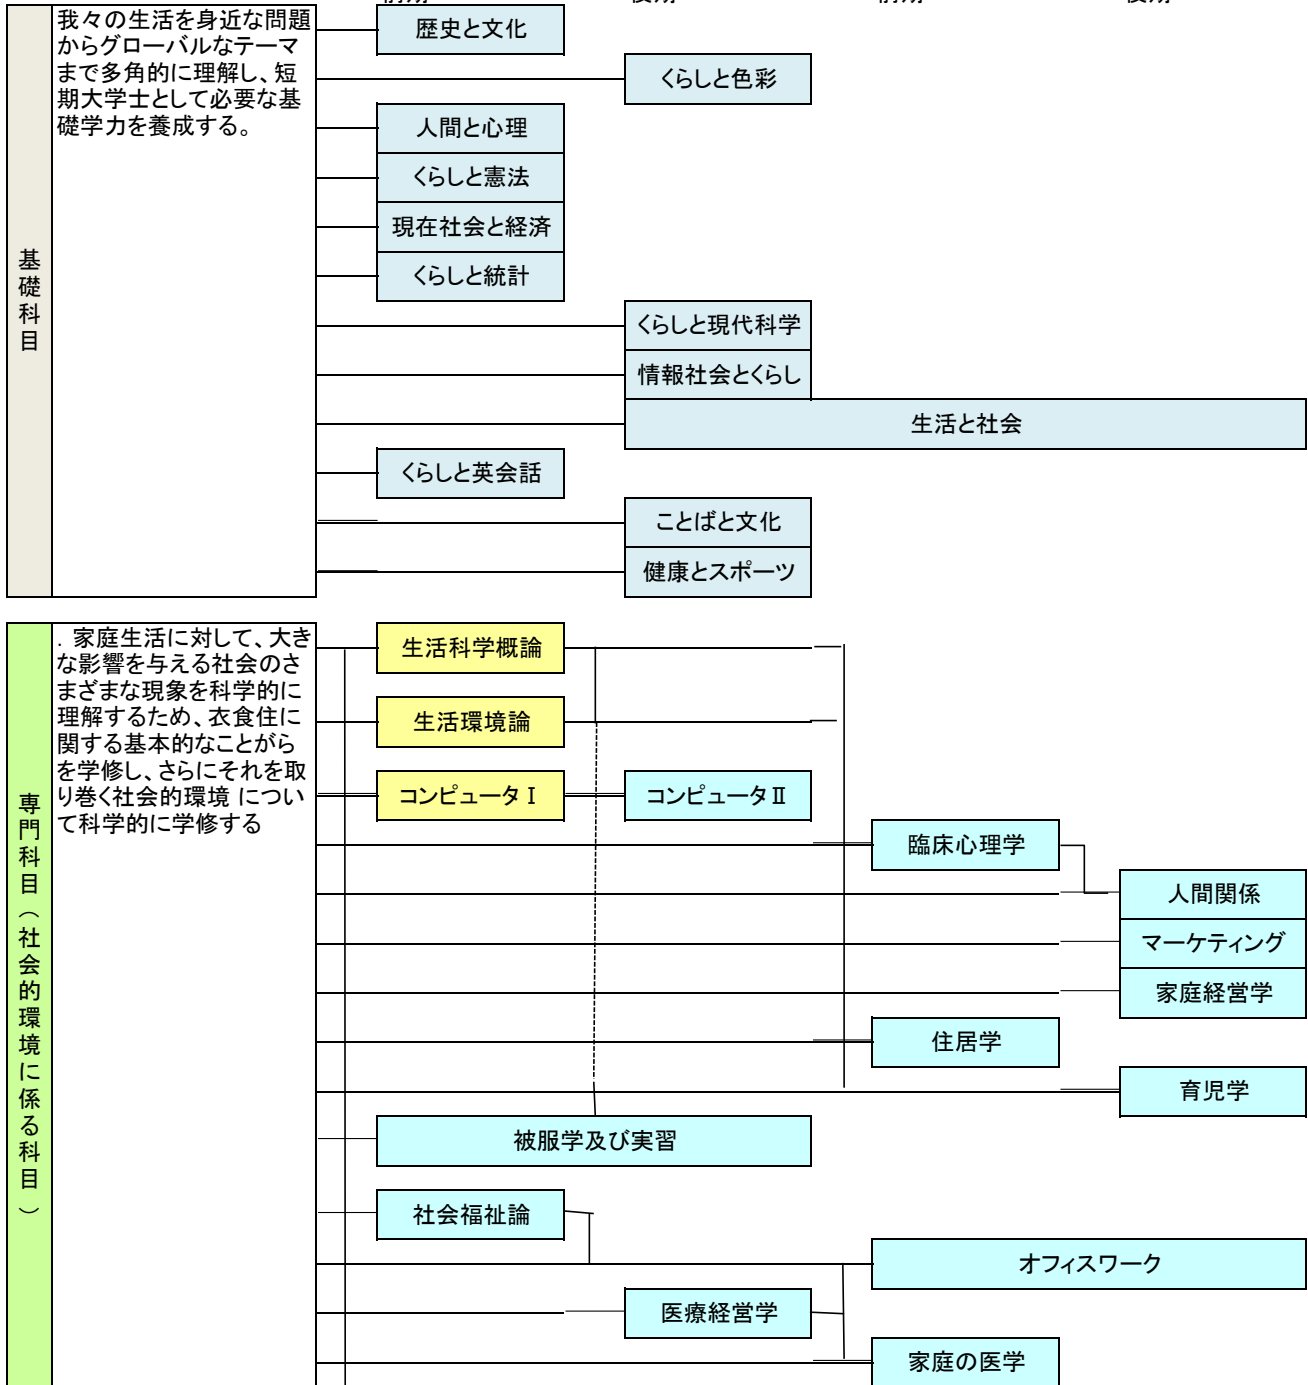 前期 後期 前期 後期
基礎科目
我々の生活を身近な問題
からグローバルなテーマ
まで多角的に理解し、短
期大学士として必要な基
礎学力を養成する。
歴史と文化
くらしと色彩
人間と心理
くらしと憲法
現在社会と経済
くらしと統計
くらしと現代科学
情報社会とくらし
生活と社会
くらしと英会話
ことばと文化
健康とスポーツ
専門科目（社会的環境に係る科目）
．家庭生活に対して、大き
な影響を与える社会のさ
まざまな現象を科学的に
理解するため、衣食住に
関する基本的なことがら
を学修し、さらにそれを取
り巻く社会的環境 につい
て科学的に学修する
生活科学概論
生活環境論
コンピュータⅠ
コンピュータⅡ
臨床心理学
人間関係
マーケティング
家庭経営学
住居学
育児学
被服学及び実習
社会福祉論
オフィスワーク
医療経営学
家庭の医学